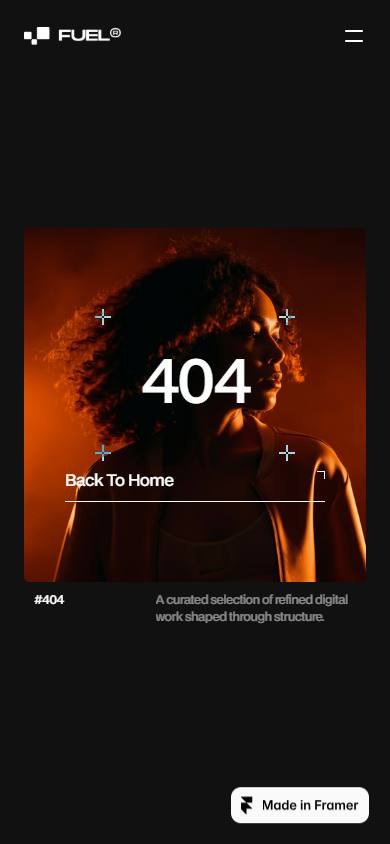 FUEL®
404
Back To Home
#404
A curated selection of refined digital
work shaped through structure.
Made in Framer